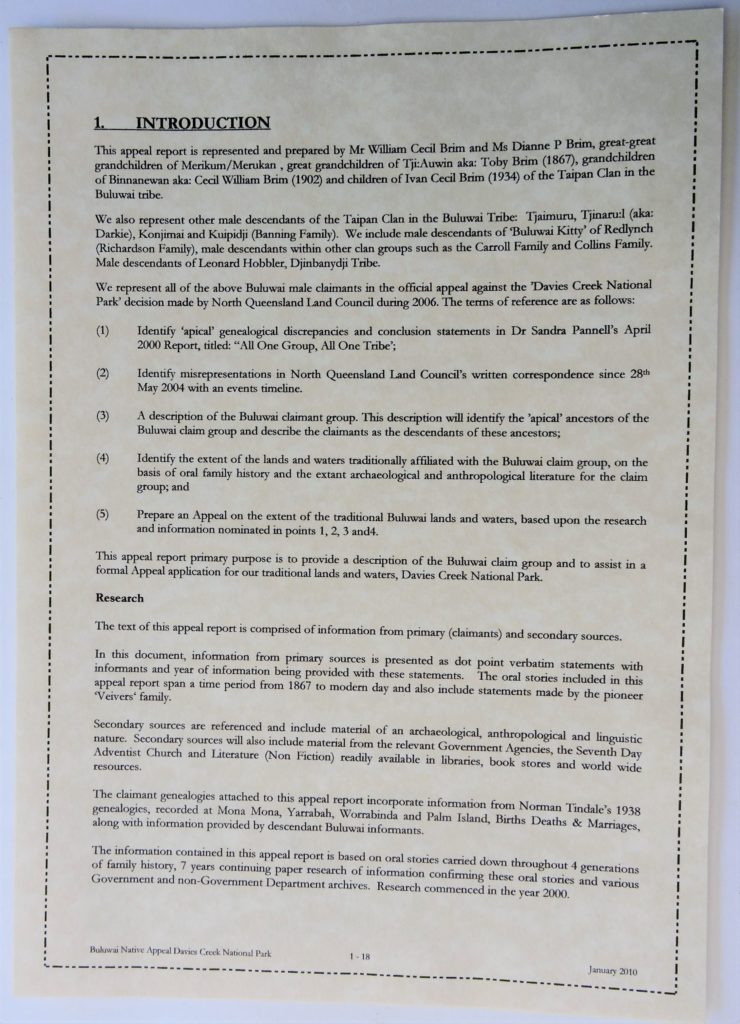 1. INTRODUCTION
This appeal report is represented and prepared by Mr William Cecil Brim and Ms Dianne P Brim, great-great
grandchildren of Merikum/Merukan , great grandchildren of Tji:Auwin aka: Toby Brim (1867), grandchildren
of Binnanewan aka: Cecil William Brim (1902) and children of Ivan Cecil Brim (1934) of the Taipan Clan in the
Buluwai tribe.
We also represent other male descendants of the Taipan Clan in the Buluwai Tribe: Tjaimuru, Tjinaru:l (aka:
Darkie), Konjimai and Kuipidji (Banning Family). We include male descendants of 'Buluwai Kitty' of Redlynch
(Richardson Family), male descendants within other clan groups such as the Carroll Family and Collins Family.
Male descendants of Leonard Hobbler, Djinbanydji Tribe.
We represent all of the above Buluwai male claimants in the official appeal against the 'Davies Creek National
Park' decision made by North Queensland Land Council during 2006. The terms of reference are as follows:
(1) Identify 'apical' genealogical discrepancies and conclusion statements in Dr Sandra Pannell's April
2000 Report, titled: "All One Group, All One Tribe';
(2) Identify misrepresentations in North Queensland Land Council's written correspondence since 28th
May 2004 with an events timeline.
(3) A description of the Buluwai claimant group. This description will identify the 'apical' ancestors of the
Buluwai claim group and describe the claimants as the descendants of these ancestors;
(4) Identify the extent of the lands and waters traditionally affiliated with the Buluwai claim group, on the
basis of oral family history and the extant archaeological and anthropological literature for the claim
group; and
(5) Prepare an Appeal on the extent of the traditional Buluwai lands and waters, based upon the research
and information nominated in points 1, 2, 3 and4.
This appeal report primary purpose is to provide a description of the Buluwai claim group and to assist in a
formal Appeal application for our traditional lands and waters, Davies Creek National Park.
Research
The text of this appeal report is comprised of information from primary (claimants) and secondary sources.
In this document, information from primary sources is presented as dot point verbatim statements with
informants and year of information being provided with these statements. The oral stories included in this
appeal report span a time period from 1867 to modern day and also include statements made by the pioneer
'Veivers' family.
Secondary sources are referenced and include material of an archaeological, anthropological and linguistic
nature. Secondary sources will also include material from the relevant Government Agencies, the Seventh Day
Adventist Church and Literature (Non Fiction) readily available in libraries, book stores and world wide
resources.
The claimant genealogies attached to this appeal report incorporate information from Norman Tindale's 1938
genealogies, recorded at Mona Mona, Yarrabah, Worrabinda and Palm Island, Births Deaths & Marriages,
along with information provided by descendant Buluwai informants.
The information contained in this appeal report is based on oral stories carried down throughout 4 generations
of family history, 7 years continuing paper research of information confirming these oral stories and various
Government and non-Government Department archives. Research commenced in the year 2000.
Buluwai Native Appeal Davies Creek National Park 1 - 18 January 2010